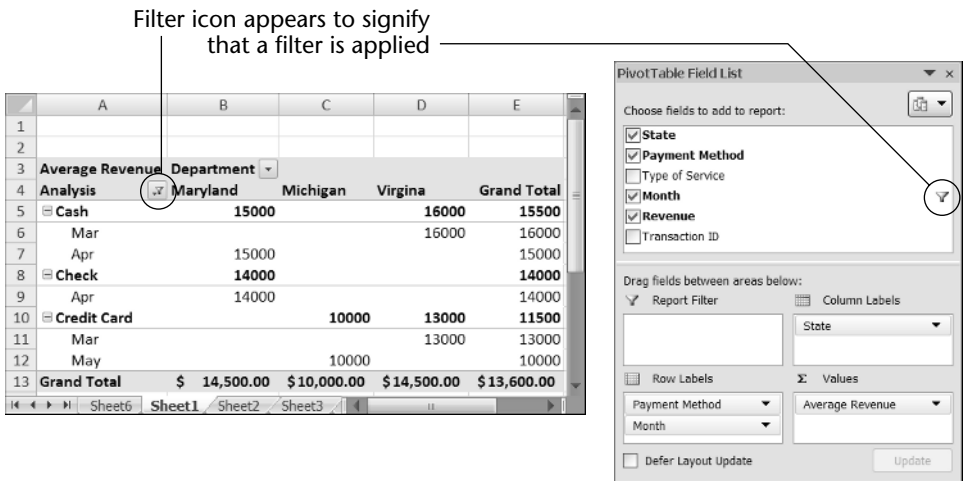 Filter icon appears to signify
that a filter is applied
A B C D E
1
2
3 Average Revenue Department
4 Analysis Maryland Michigan Virgina Grand Total
5 Cash 15000 16000 15500
6 Mar 16000 16000
7 Apr 15000 15000
8 Check 14000 14000
9 Apr 14000 14000
10 Credit Card 10000 13000 11500
11 Mar 13000 13000
12 May 10000 10000
13 Grand Total $ 14,500.00 $10,000.00 $14,500.00 $13,600.00
Sheet6 Sheet1 Sheet2 Sheet3
PivotTable Field List
Choose fields to add to report:
State
Payment Method
Type of Service
Month
Revenue
Transaction ID
Drag fields between areas below:
Report Filter Column Labels
State
Row Labels Σ Values
Payment Method Average Revenue
Month
Defer Layout Update Update